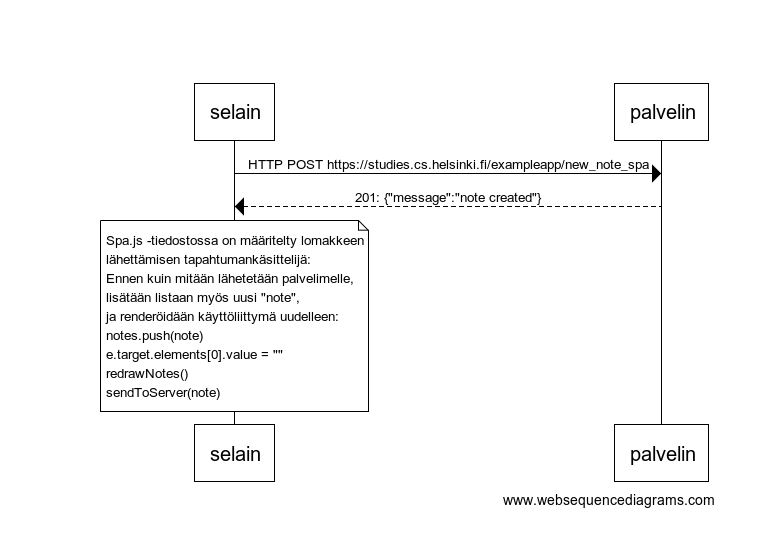 selain
palvelin
HTTP POST https://studies.cs.helsinki.fi/exampleapp/new_note_spa
201: {"message":"note created"}
Spa.js -tiedostossa on määritelty lomakkeen
lähettämisen tapahtumankäsittelijä:
Ennen kuin mitään lähetetään palvelimelle,
lisätään listaan myös uusi "note",
ja renderöidään käyttöliittymä uudelleen:
notes.push(note)
e.target.elements[0].value = ""
redrawNotes()
sendToServer(note)
selain
palvelin
www.websequencediagrams.com